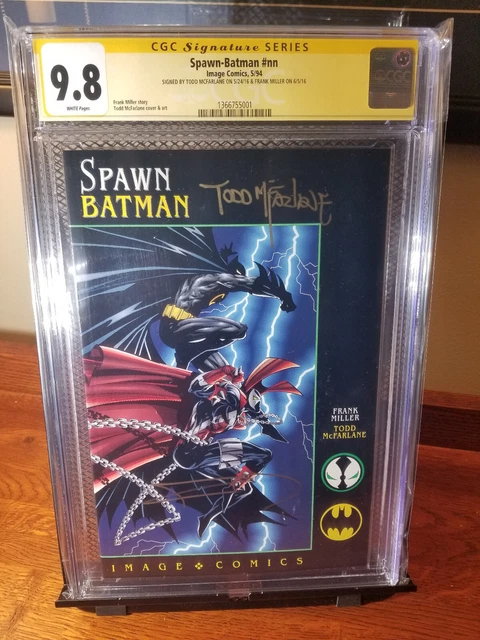 CGC Signature SERIES
9.8
WHITE Pages
Spawn-Batman #nn
Image Comics, 5/94
SIGNED BY TODD MCFARLANE ON 5/24/16 & FRANK MILLER ON 6/5/16
Frank Miller story
Todd McFarlane cover & art
1366755001
CGC
SPAWN
BATMAN
TODD McFARLANE
FRANK
MILLER
TODD
McFARLANE
IMAGE COMICS